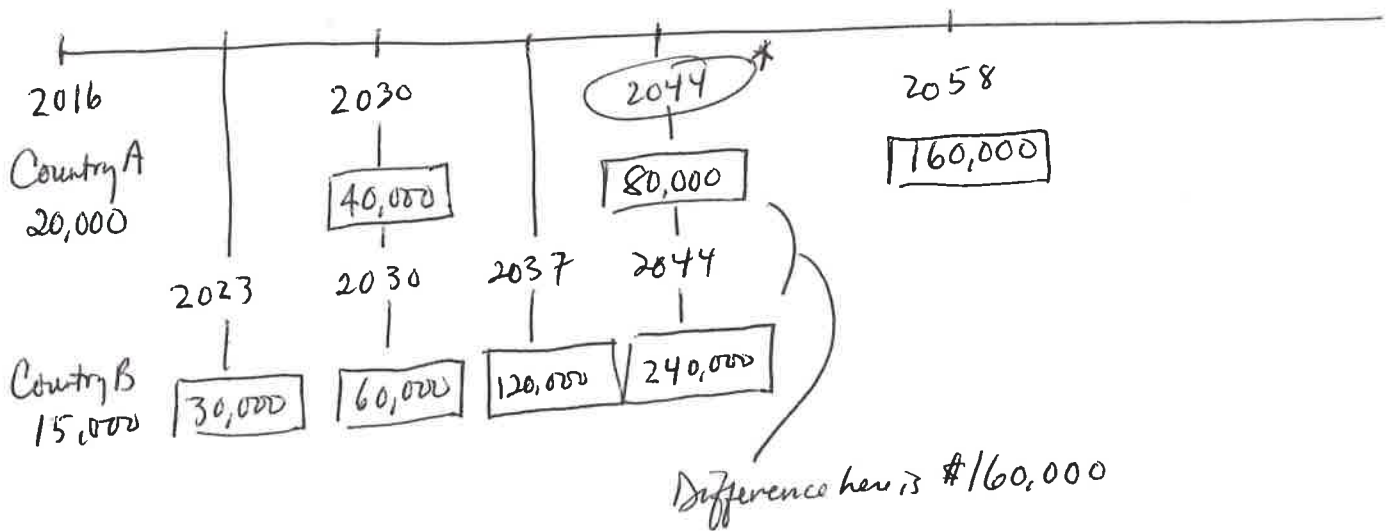 2016 2030 2044* 2058
Country A
20,000
40,000 80,000 160,000
2023 2030 2037 2044
Country B
15,000
30,000 60,000 120,000 240,000
Difference here is $160,000